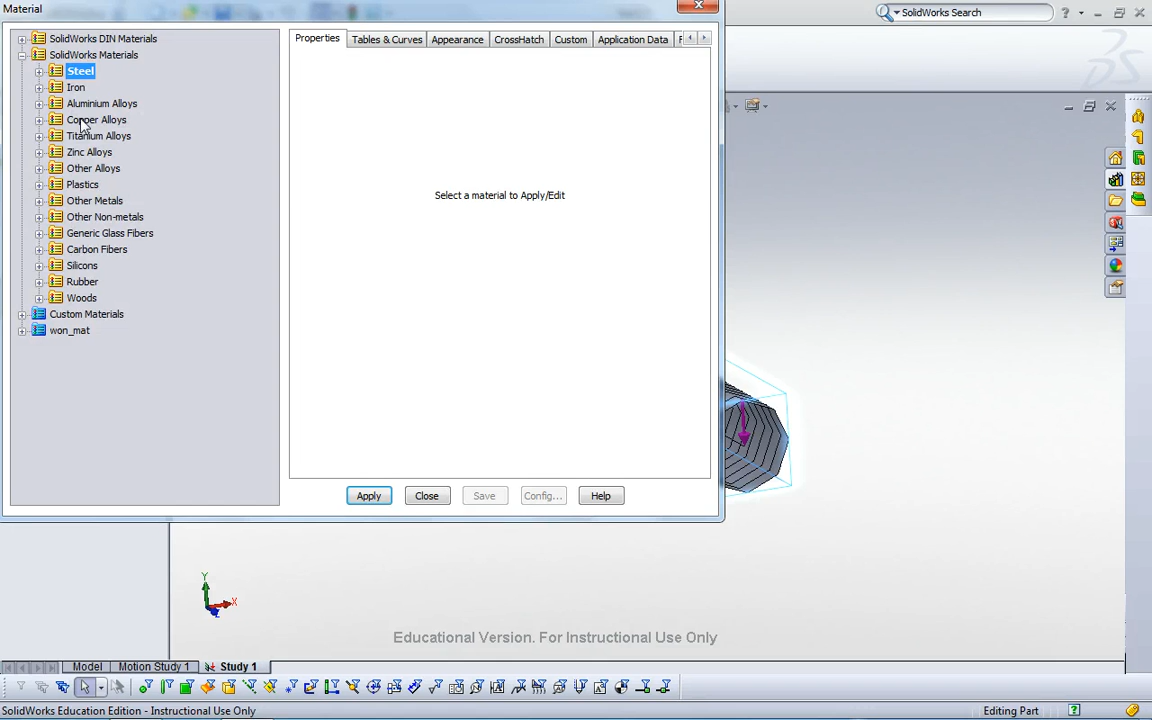 Material
SolidWorks Search
SolidWorks DIN Materials
SolidWorks Materials
Steel
Iron
Aluminium Alloys
Copper Alloys
Titanium Alloys
Zinc Alloys
Other Alloys
Plastics
Other Metals
Other Non-metals
Generic Glass Fibers
Carbon Fibers
Silicons
Rubber
Woods
Custom Materials
won_mat
Properties Tables & Curves Appearance CrossHatch Custom Application Data
Select a material to Apply/Edit
Apply Close Save Config... Help
Y
X
Educational Version. For Instructional Use Only
Model Motion Study 1 Study 1
SolidWorks Education Edition - Instructional Use Only
Editing Part